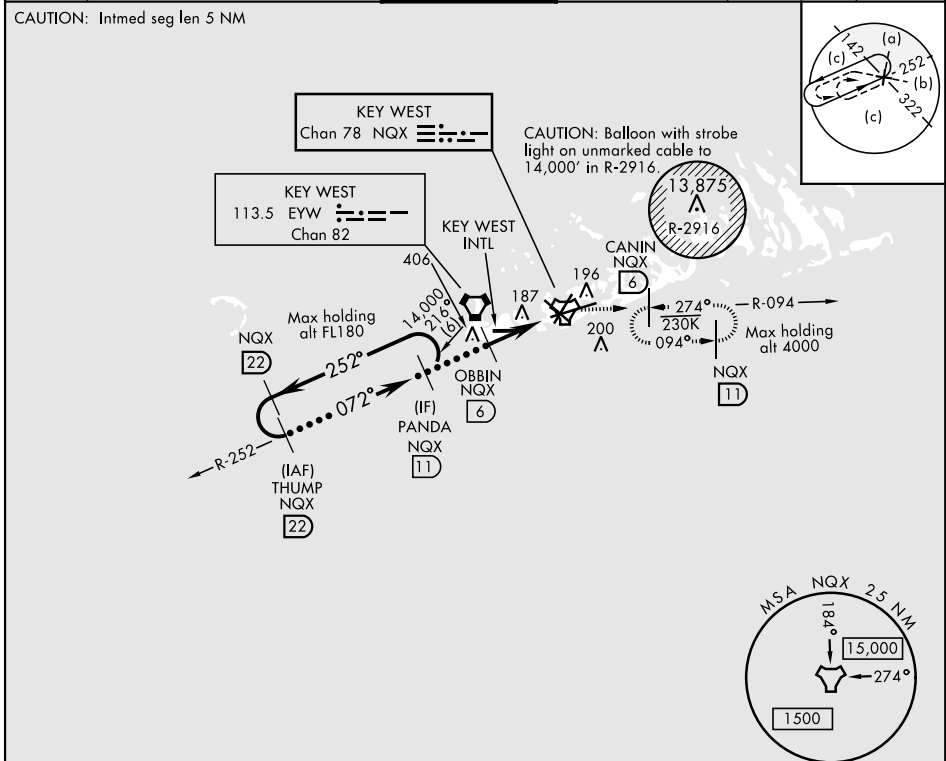 CAUTION: Intmed seg len 5 NM
142
(a)
(c)
252
(b)
322
(c)
KEY WEST
Chan 78 NQX
CAUTION: Balloon with strobe
light on unmarked cable to
14,000' in R-2916.
13,875
R-2916
KEY WEST
113.5 EYW
Chan 82
KEY WEST
INTL
406
CANIN
NQX
6
196
187
200
274°
230K
094°
R-094
Max holding
alt 4000
NQX
11
14,000
216°
(6)
Max holding
alt FL180
NQX
22
252°
072°
OBBIN
NQX
6
(IF)
PANDA
NQX
11
R-252
(IAF)
THUMP
NQX
22
MSA NQX 25 NM
184°
15,000
274°
1500